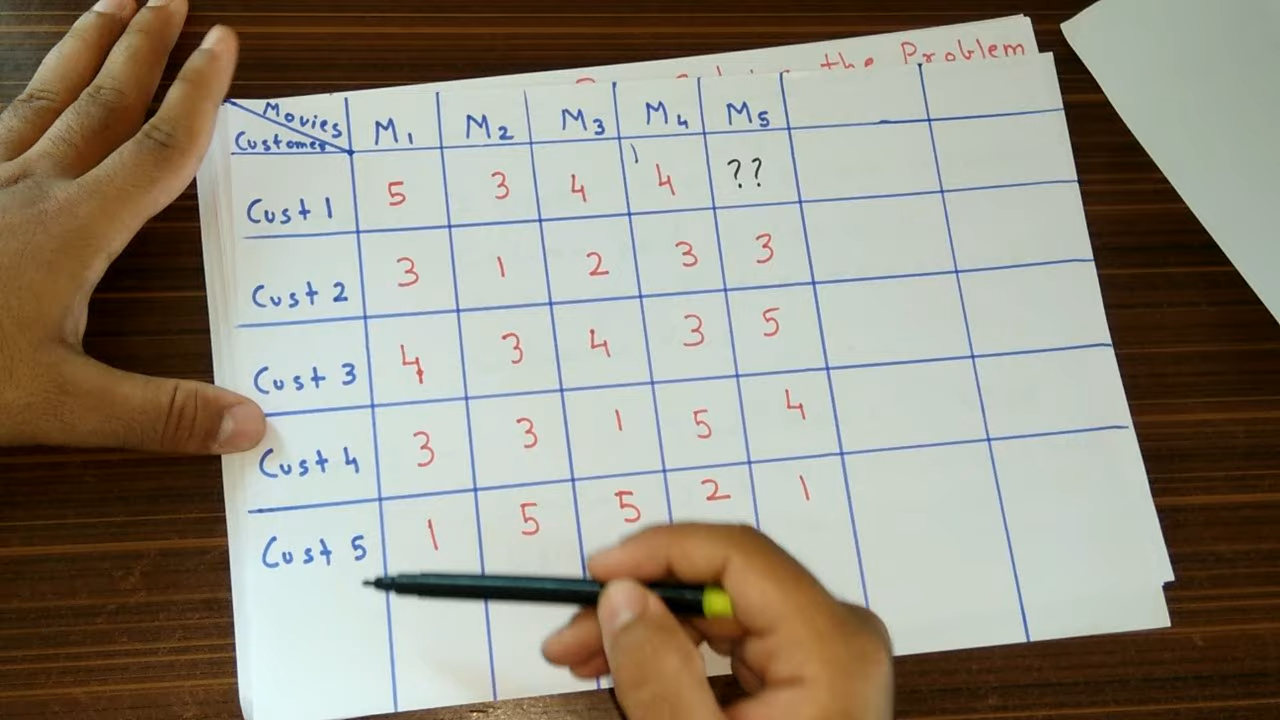 the Problem
Movies
Customer M1 M2 M3 M4 M5
Cust 1 5 3 4 4 ??
Cust 2 3 1 2 3 3
Cust 3 4 3 4 3 5
Cust 4 3 3 1 5 4
Cust 5 1 5 5 2 1